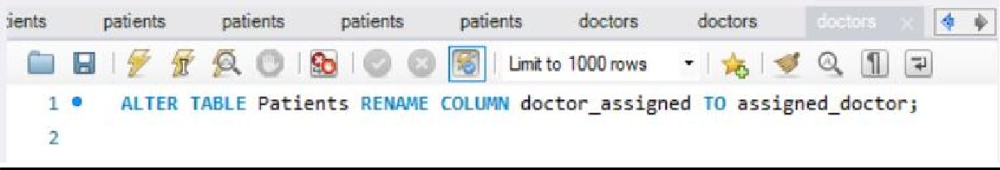 ients patients patients patients patients doctors doctors doctors
Limit to 1000 rows
1 ALTER TABLE Patients RENAME COLUMN doctor_assigned TO assigned_doctor;
2